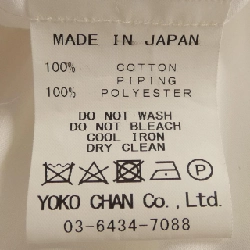 MADE IN JAPAN
100% COTTON
PIPING
100% POLYESTER
DO NOT WASH
DO NOT BLEACH
COOL IRON
DRY CLEAN
P
YOKO CHAN Co., Ltd.
03-6434-7088